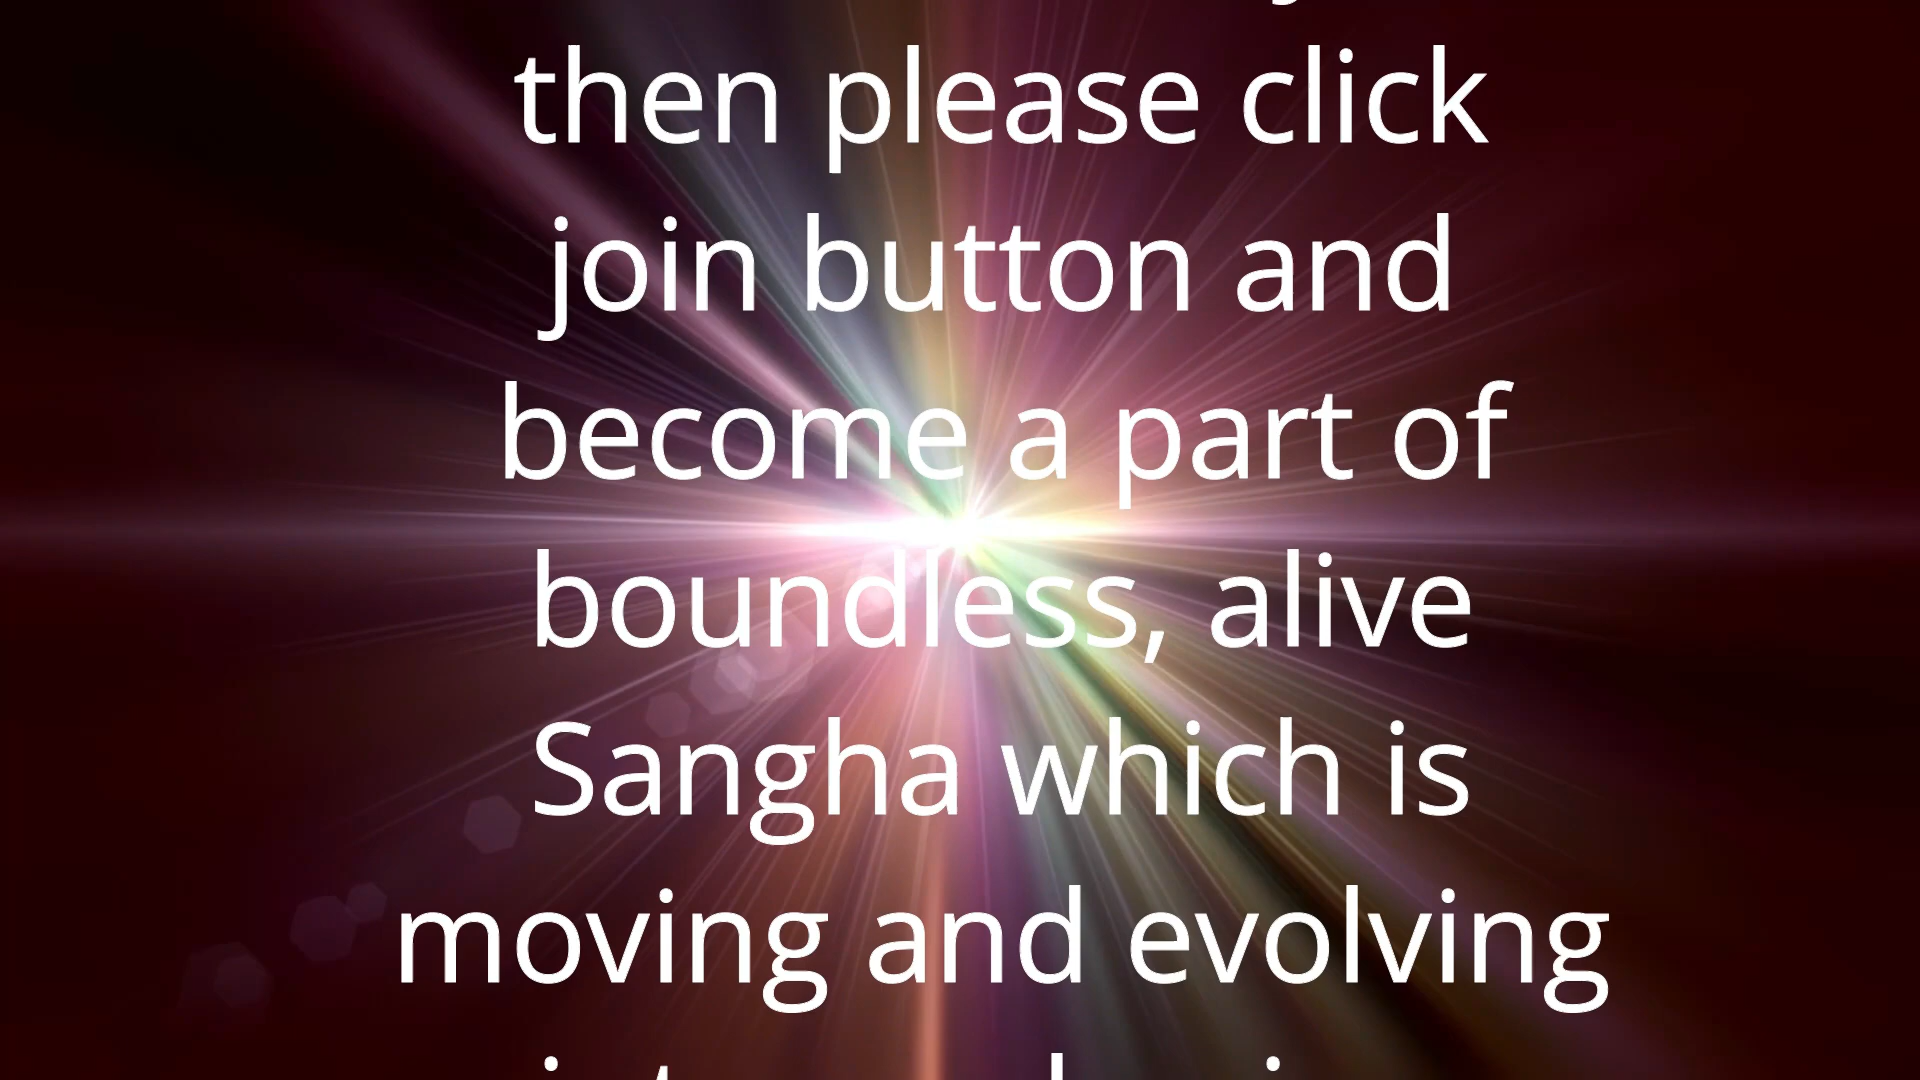 then please click
join button and
become a part of
boundless, alive
Sangha which is
moving and evolving